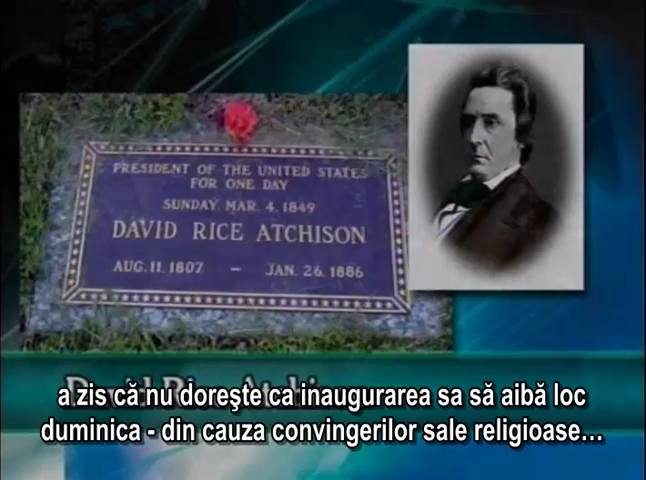 PRESIDENT OF THE UNITED STATES
FOR ONE DAY
SUNDAY MAR. 4. 1849
DAVID RICE ATCHISON
AUG. 11. 1807 – JAN. 26. 1886
a zis că nu doreşte ca inaugurarea sa să aibă loc
duminica - din cauza convingerilor sale religioase...